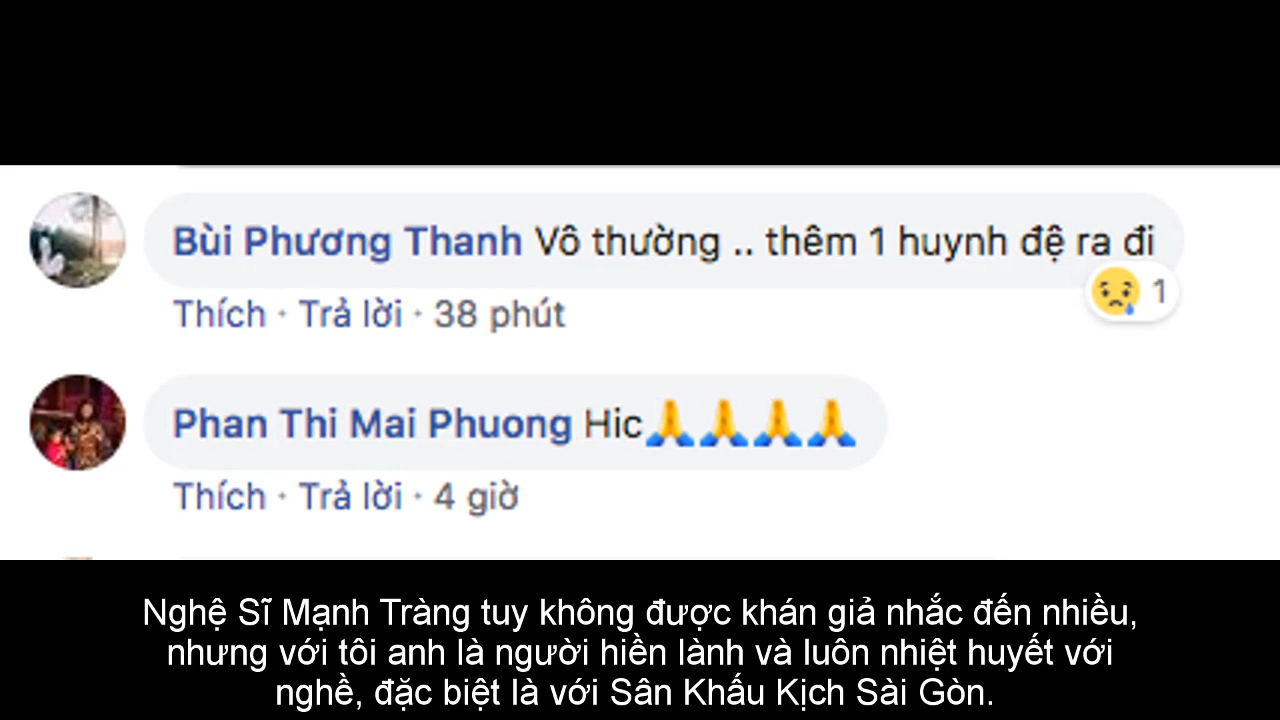 Bùi Phương Thanh Vô thường .. thêm 1 huynh đệ ra đi
1
Thích · Trả lời · 38 phút
Phan Thi Mai Phuong Hic🙏🙏🙏🙏
Thích · Trả lời · 4 giờ
Nghệ Sĩ Mạnh Tràng tuy không được khán giả nhắc đến nhiều,
nhưng với tôi anh là người hiền lành và luôn nhiệt huyết với
nghề, đặc biệt là với Sân Khấu Kịch Sài Gòn.